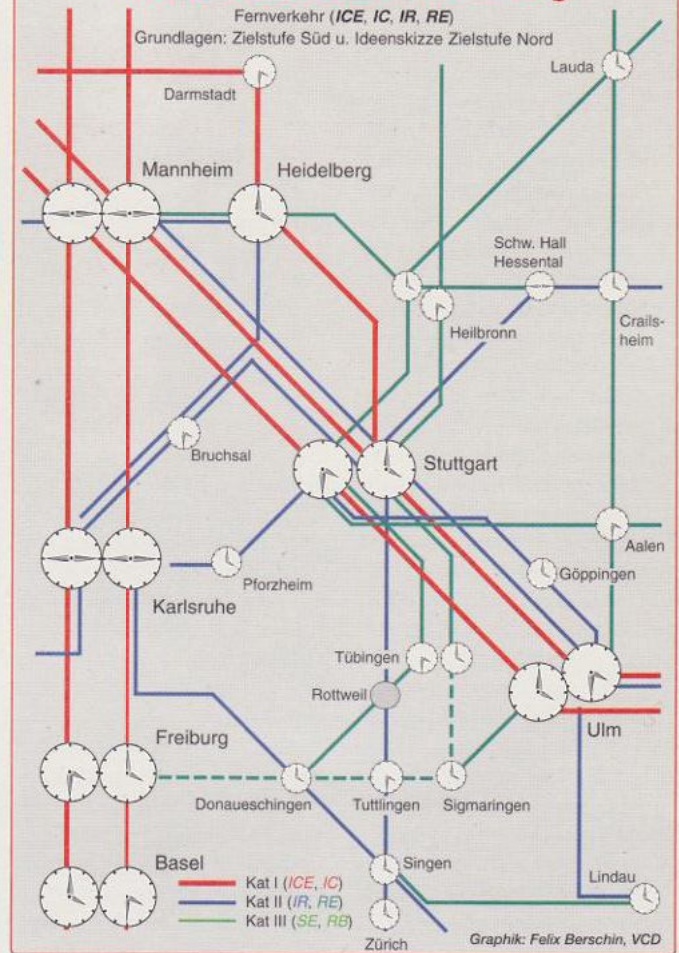 Fernverkehr (ICE, IC, IR, RE)
Grundlagen: Zielstufe Süd u. Ideenskizze Zielstufe Nord
Lauda
Darmstadt
Mannheim
Heidelberg
Schw. Hall
Hessental
Heilbronn
Crails-
heim
Bruchsal
Stuttgart
Aalen
Göppingen
Pforzheim
Karlsruhe
Tübingen
Rottweil
Ulm
Freiburg
Donaueschingen
Tuttlingen
Sigmaringen
Basel
Singen
Lindau
Kat I (ICE, IC)
Kat II (IR, RE)
Kat III (SE, RB)
Zürich
Graphik: Felix Berschin, VCD